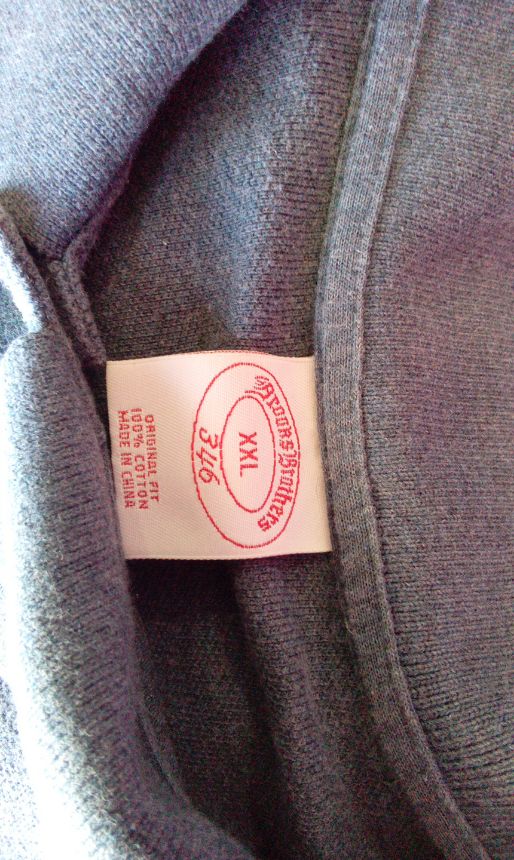 Brooks Brothers
XXL
346
ORIGINAL FIT
100% COTTON
MADE IN CHINA